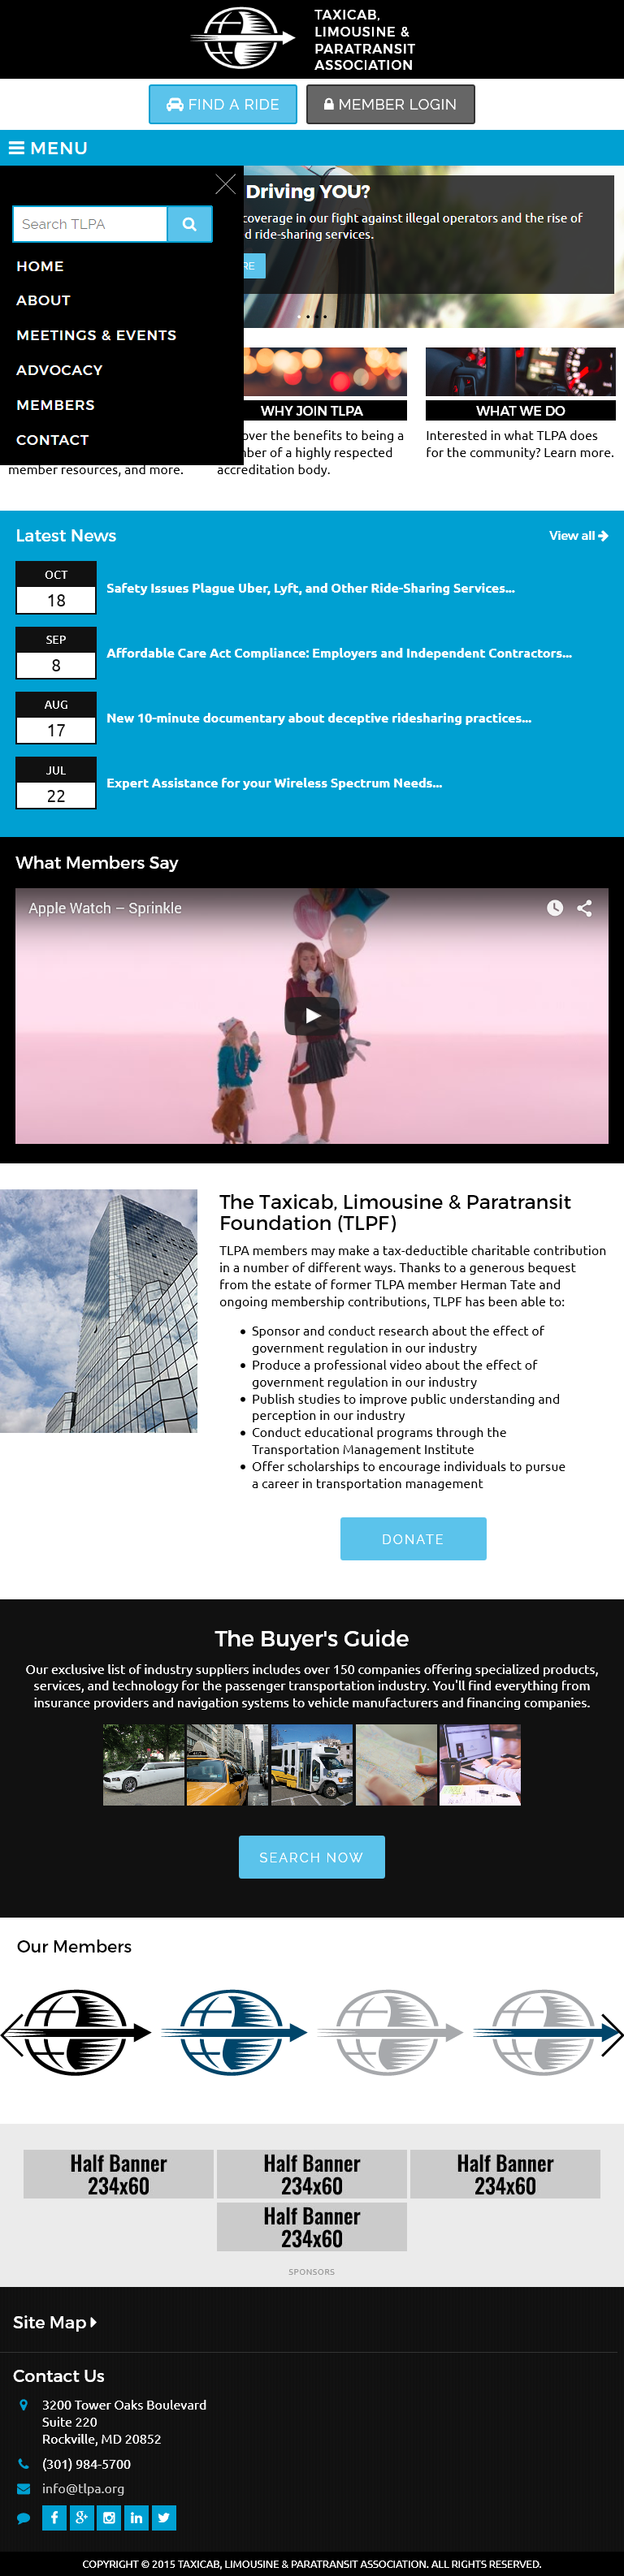 TAXICAB,
LIMOUSINE &
PARATRANSIT
ASSOCIATION
FIND A RIDE
MEMBER LOGIN
MENU
Search TLPA
HOME
ABOUT
MEETINGS & EVENTS
ADVOCACY
MEMBERS
CONTACT
Driving YOU?
coverage in our fight against illegal operators and the rise of
ride-sharing services.
WHY JOIN TLPA
the benefits to being a
of a highly respected
accreditation body.
WHAT WE DO
Interested in what TLPA does
for the community? Learn more.
member resources, and more.
Latest News
View all
OCT
18
Safety Issues Plague Uber, Lyft, and Other Ride-Sharing Services...
SEP
8
Affordable Care Act Compliance: Employers and Independent Contractors...
AUG
17
New 10-minute documentary about deceptive ridesharing practices...
JUL
22
Expert Assistance for your Wireless Spectrum Needs...
What Members Say
Apple Watch – Sprinkle
The Taxicab, Limousine & Paratransit
Foundation (TLPF)
TLPA members may make a tax-deductible charitable contribution
in a number of different ways. Thanks to a generous bequest
from the estate of former TLPA member Herman Tate and
ongoing membership contributions, TLPF has been able to:
Sponsor and conduct research about the effect of
government regulation in our industry
Produce a professional video about the effect of
government regulation in our industry
Publish studies to improve public understanding and
perception in our industry
Conduct educational programs through the
Transportation Management Institute
Offer scholarships to encourage individuals to pursue
a career in transportation management
DONATE
The Buyer's Guide
Our exclusive list of industry suppliers includes over 150 companies offering specialized products,
services, and technology for the passenger transportation industry. You'll find everything from
insurance providers and navigation systems to vehicle manufacturers and financing companies.
SEARCH NOW
Our Members
Half Banner
234x60
Half Banner
234x60
Half Banner
234x60
Half Banner
234x60
SPONSORS
Site Map
Contact Us
3200 Tower Oaks Boulevard
Suite 220
Rockville, MD 20852
(301) 984-5700
info@tlpa.org
COPYRIGHT © 2015 TAXICAB, LIMOUSINE & PARATRANSIT ASSOCIATION. ALL RIGHTS RESERVED.